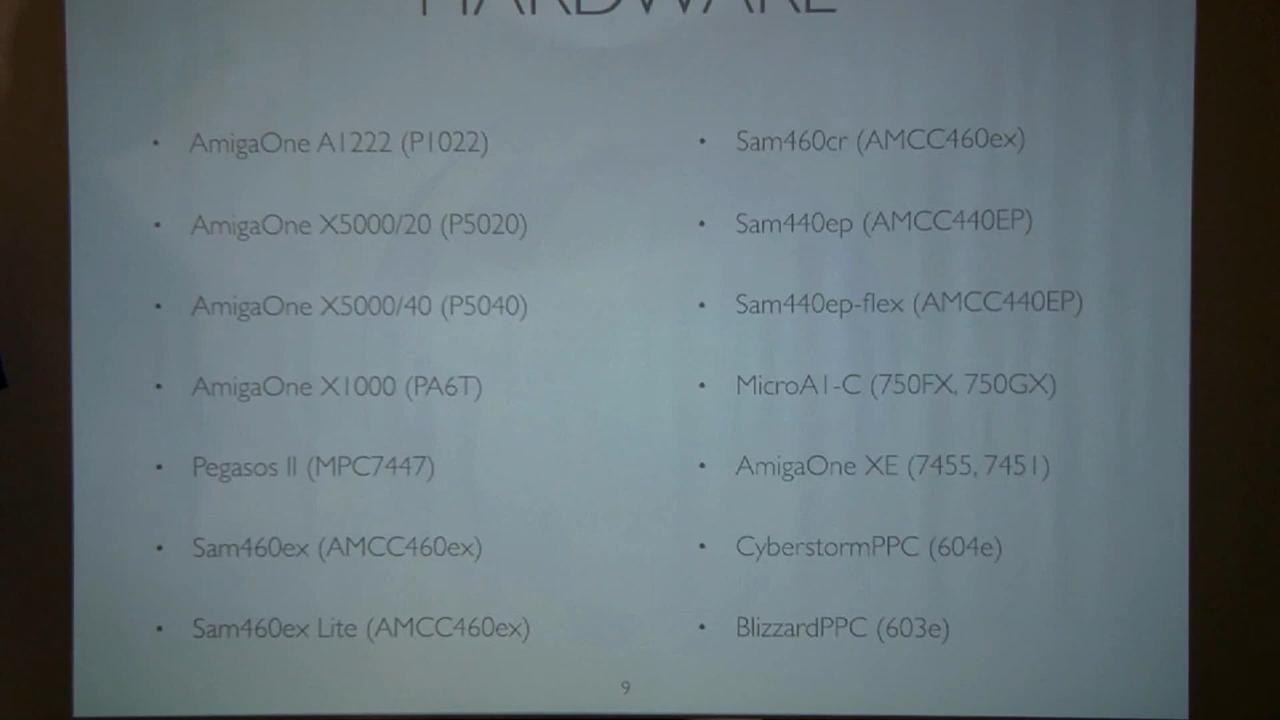 HARDWARE
• AmigaOne A1222 (P1022)
• AmigaOne X5000/20 (P5020)
• AmigaOne X5000/40 (P5040)
• AmigaOne X1000 (PA6T)
• Pegasos II (MPC7447)
• Sam460ex (AMCC460ex)
• Sam460ex Lite (AMCC460ex)
• Sam460cr (AMCC460ex)
• Sam440ep (AMCC440EP)
• Sam440ep-flex (AMCC440EP)
• MicroA1-C (750FX, 750GX)
• AmigaOne XE (7455, 7451)
• CyberstormPPC (604e)
• BlizzardPPC (603e)
9